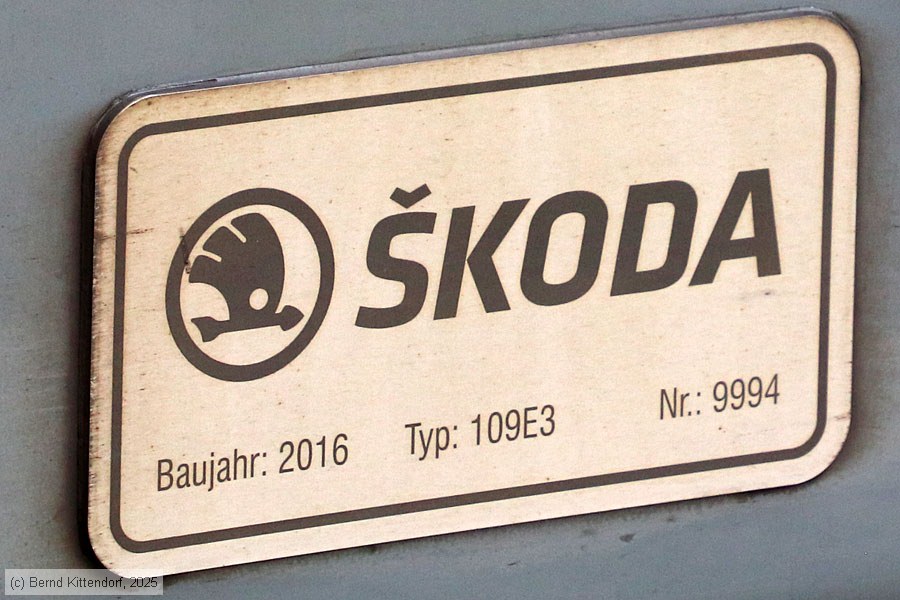 ŠKODA
Baujahr: 2016 Typ: 109E3 Nr.: 9994
(c) Bernd Kittendorf, 2025